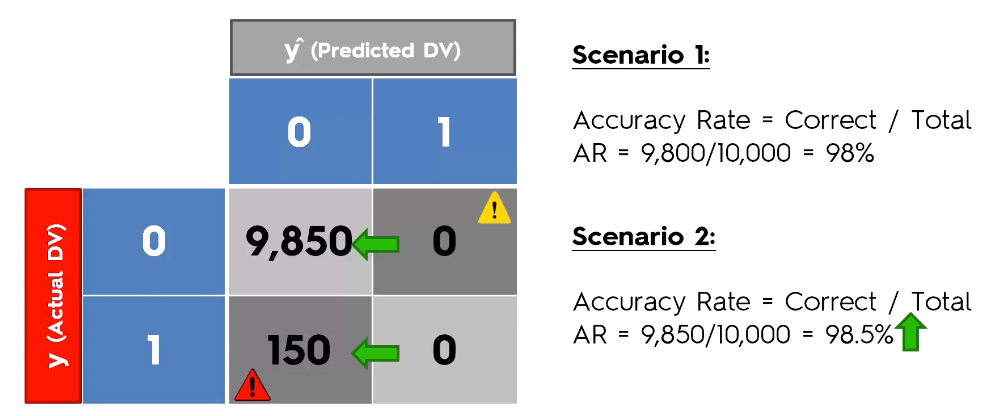 ŷ (Predicted DV)
0 1
y (Actual DV)
0 9,850 0
1 150 0
Scenario 1:
Accuracy Rate = Correct / Total
AR = 9,800/10,000 = 98%
Scenario 2:
Accuracy Rate = Correct / Total
AR = 9,850/10,000 = 98.5%